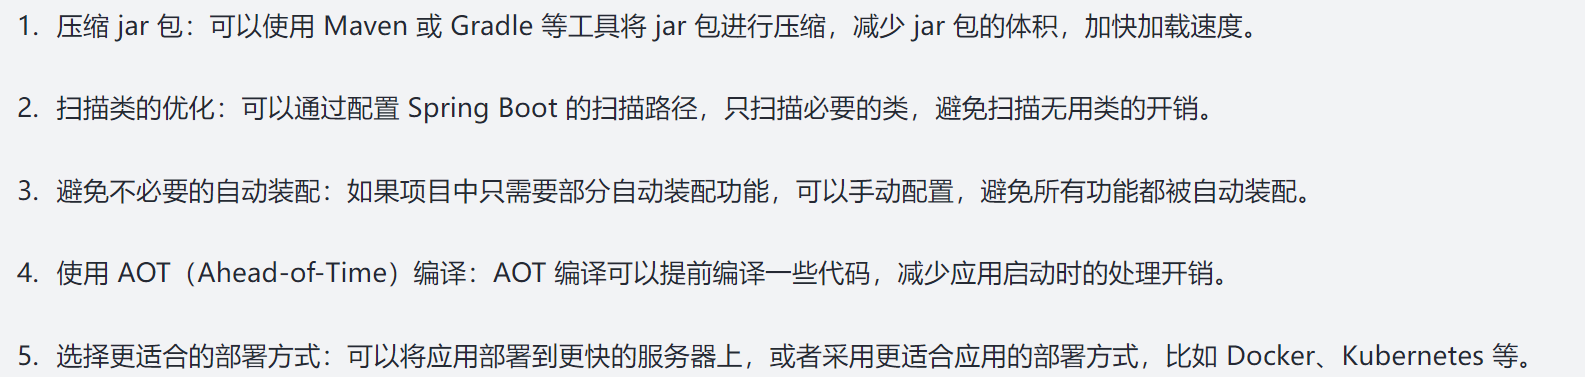 1. 压缩 jar 包：可以使用 Maven 或 Gradle 等工具将 jar 包进行压缩，减少 jar 包的体积，加快加载速度。
2. 扫描类的优化：可以通过配置 Spring Boot 的扫描路径，只扫描必要的类，避免扫描无用类的开销。
3. 避免不必要的自动装配：如果项目中只需要部分自动装配功能，可以手动配置，避免所有功能都被自动装配。
4. 使用 AOT（Ahead-of-Time）编译：AOT 编译可以提前编译一些代码，减少应用启动时的处理开销。
5. 选择更适合的部署方式：可以将应用部署到更快的服务器上，或者采用更适合应用的部署方式，比如 Docker、Kubernetes 等。